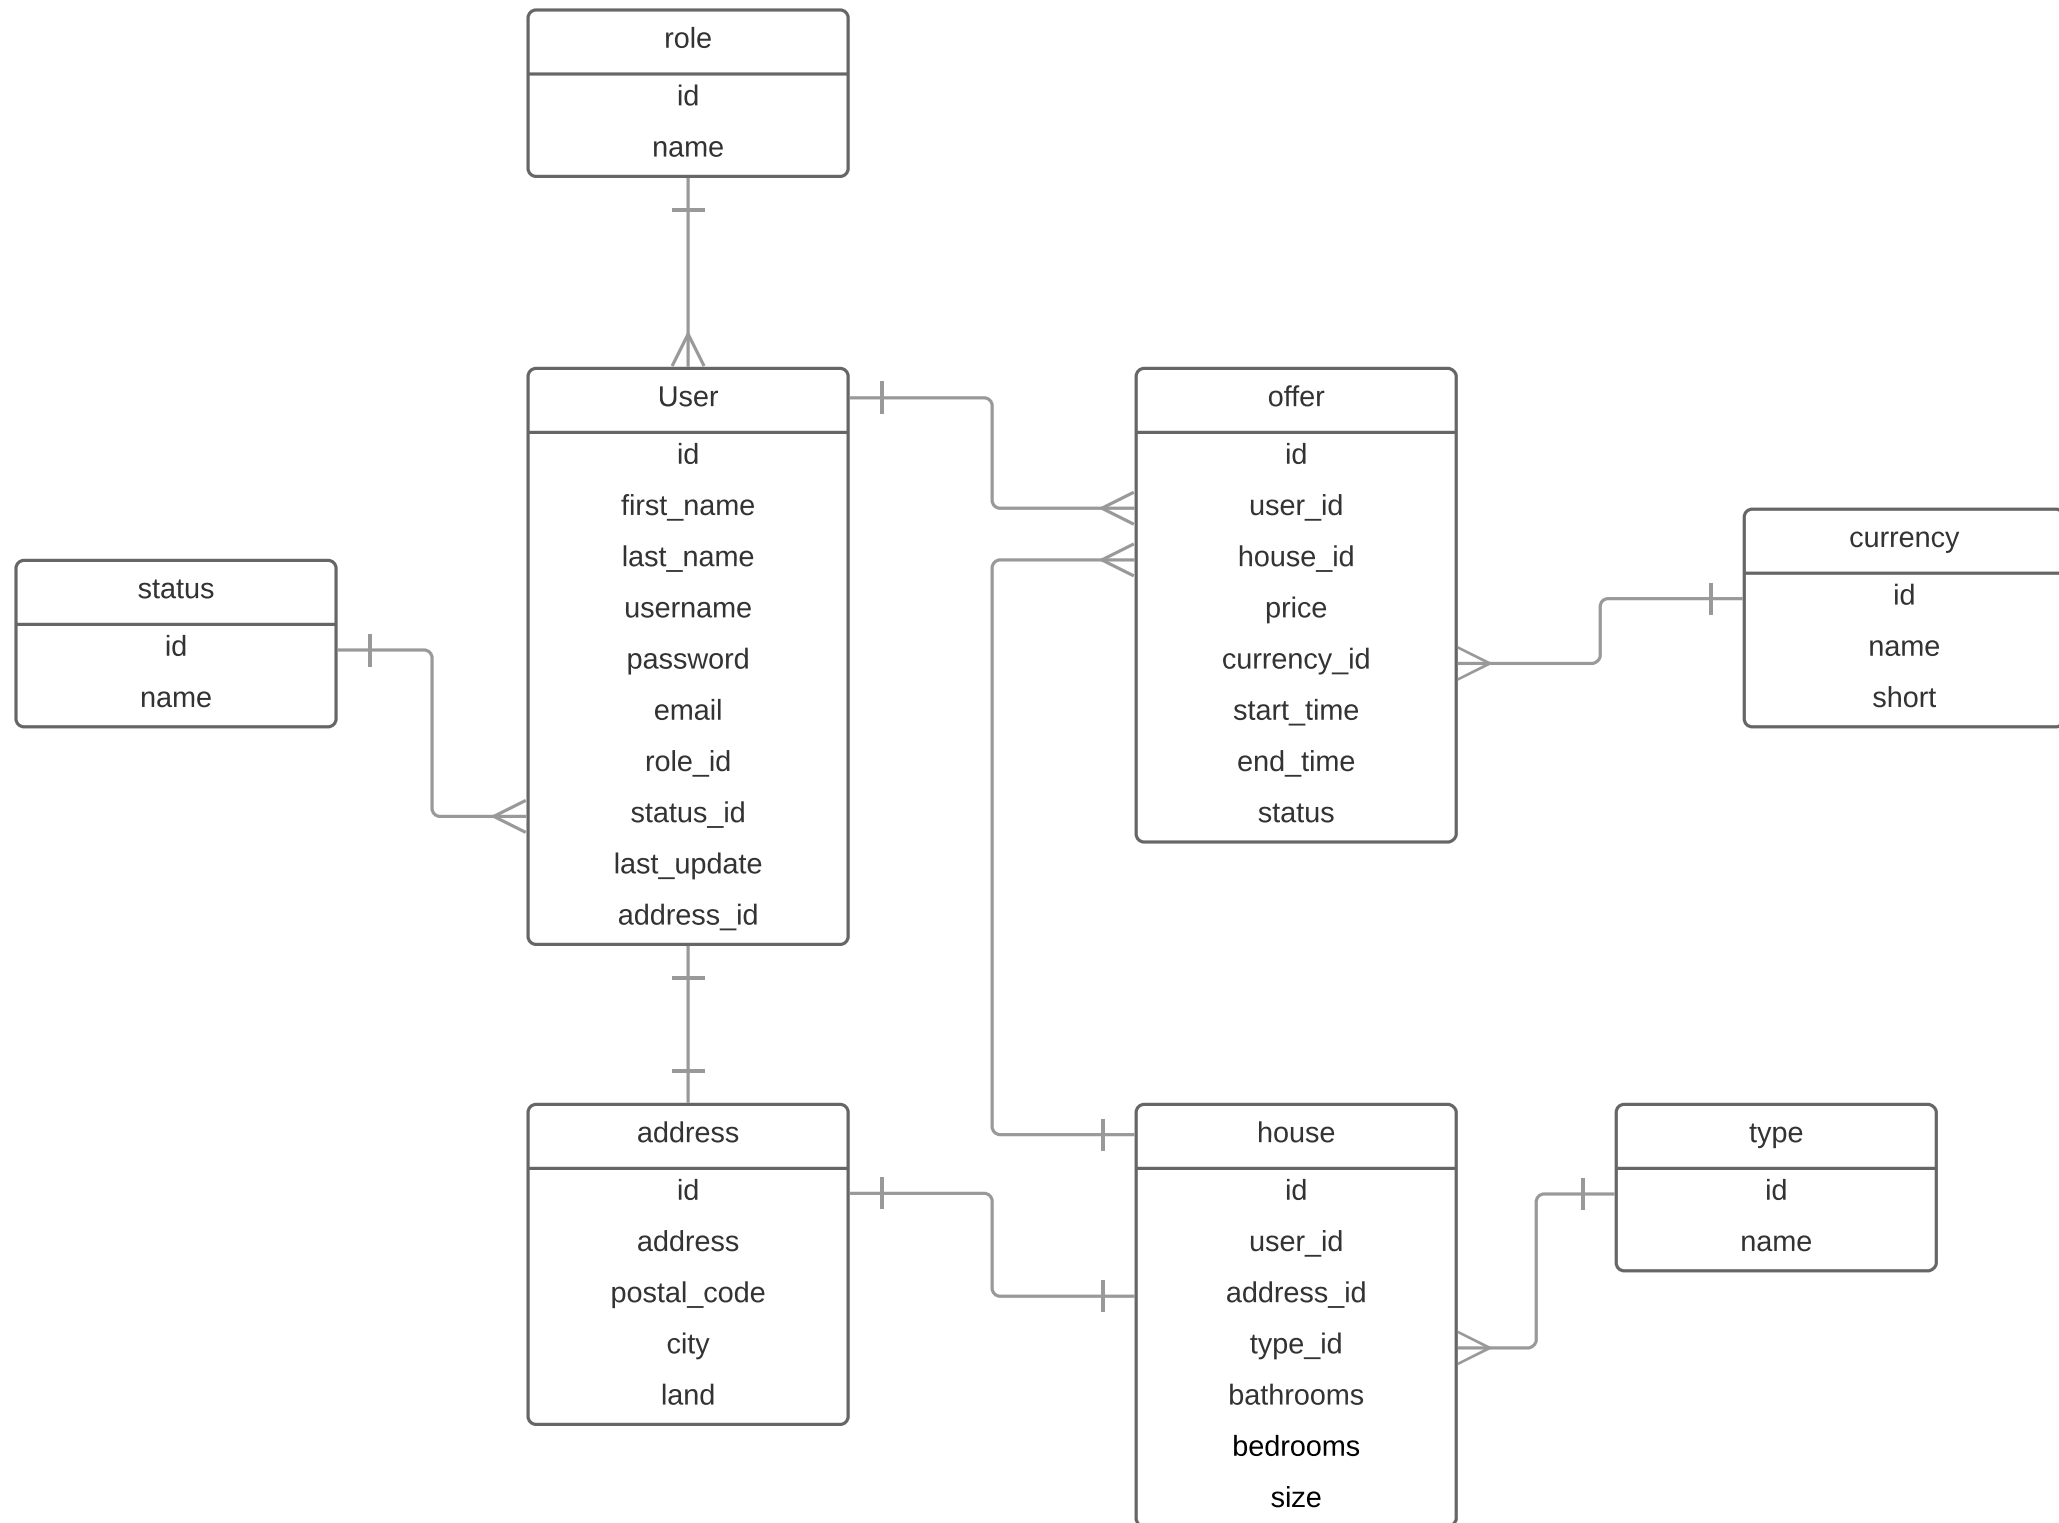 role
id
name
User
id
first_name
last_name
username
password
email
role_id
status_id
last_update
address_id
offer
id
user_id
house_id
price
currency_id
start_time
end_time
status
currency
id
name
short
status
id
name
address
id
address
postal_code
city
land
house
id
user_id
address_id
type_id
bathrooms
bedrooms
size
type
id
name